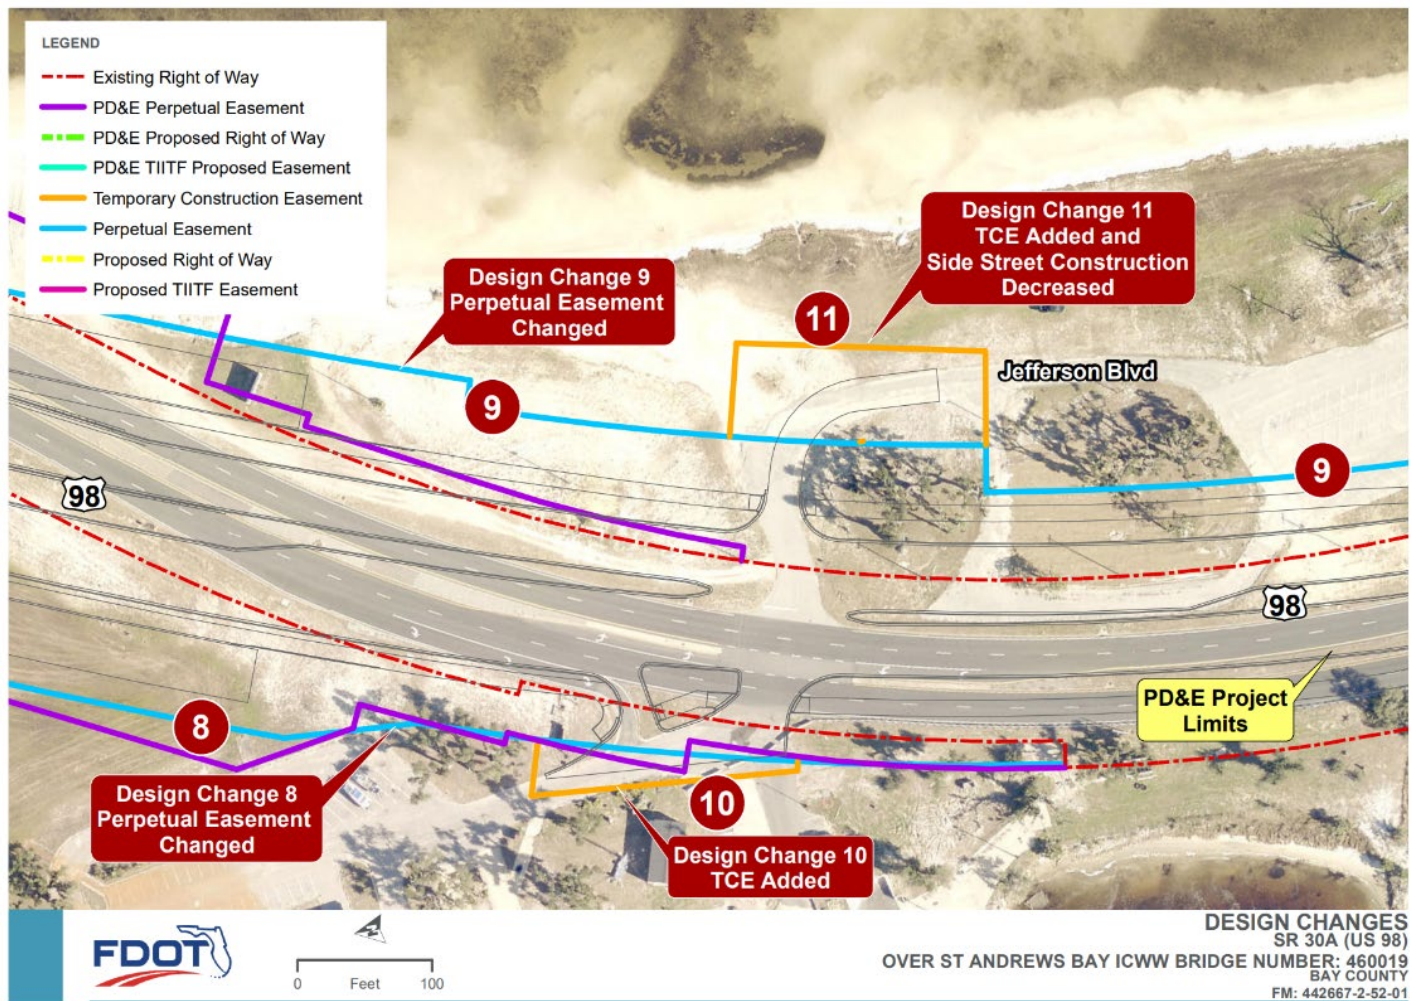 LEGEND
Existing Right of Way
PD&E Perpetual Easement
PD&E Proposed Right of Way
PD&E TIITF Proposed Easement
Temporary Construction Easement
Perpetual Easement
Proposed Right of Way
Proposed TIITF Easement
Design Change 11
TCE Added and
Side Street Construction
Decreased
Design Change 9
Perpetual Easement
Changed
11
Jefferson Blvd
9
9
98
98
PD&E Project
Limits
8
Design Change 8
Perpetual Easement
Changed
10
Design Change 10
TCE Added
FDOT
0 Feet 100
DESIGN CHANGES
SR 30A (US 98)
OVER ST ANDREWS BAY ICWW BRIDGE NUMBER: 460019
BAY COUNTY
FM: 442667-2-52-01